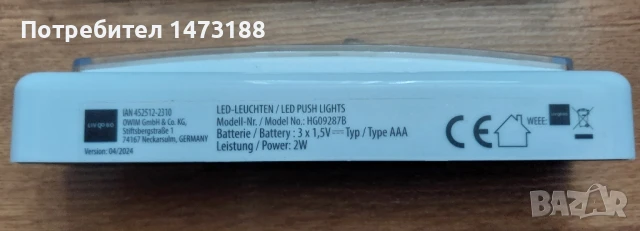 Потребител 1473188
IAN 452512-2310
OWIM GmbH & Co. KG,
Stiftsbergstraße 1
74167 Neckarsulm, GERMANY
Version: 04/2024
LED-LEUCHTEN / LED PUSH LIGHTS
Modell-Nr. / Model No.: HG09287B
Batterie / Battery: 3 x 1,5V⎓ Typ / Type AAA
Leistung / Power: 2W
CE
WEEE:
BAZAR
bg